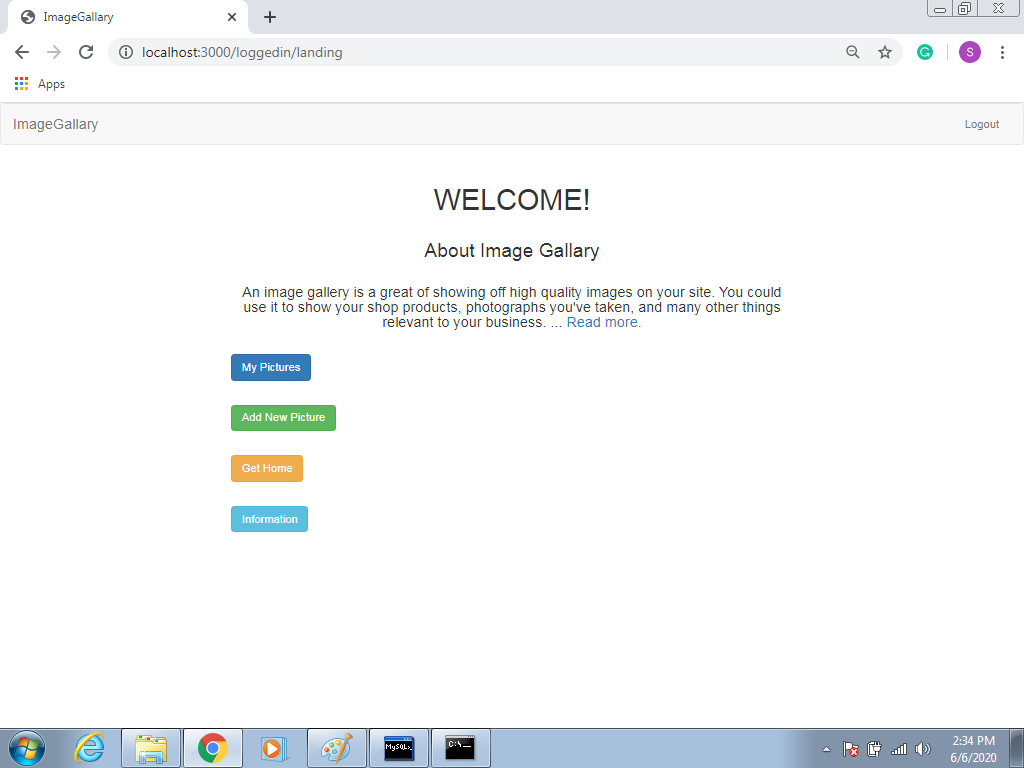 ImageGallary
localhost:3000/loggedin/landing
S
Apps
ImageGallary
Logout
WELCOME!
About Image Gallary
An image gallery is a great of showing off high quality images on your site. You could
use it to show your shop products, photographs you've taken, and many other things
relevant to your business. ... Read more.
My Pictures
Add New Picture
Get Home
Information
MySQL
C:\
2:34 PM
6/6/2020